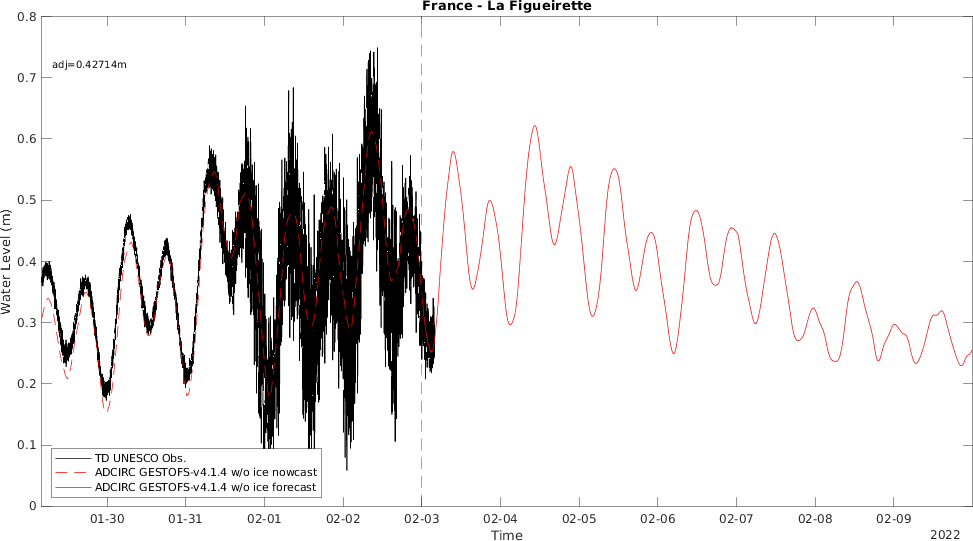 France - La Figueirette
adj=0.42714m
Water Level (m)
0.8
0.7
0.6
0.5
0.4
0.3
0.2
0.1
0
TD UNESCO Obs.
ADCIRC GESTOFS-v4.1.4 w/o ice nowcast
ADCIRC GESTOFS-v4.1.4 w/o ice forecast
01-30 01-31 02-01 02-02 02-03 02-04 02-05 02-06 02-07 02-08 02-09
Time
2022